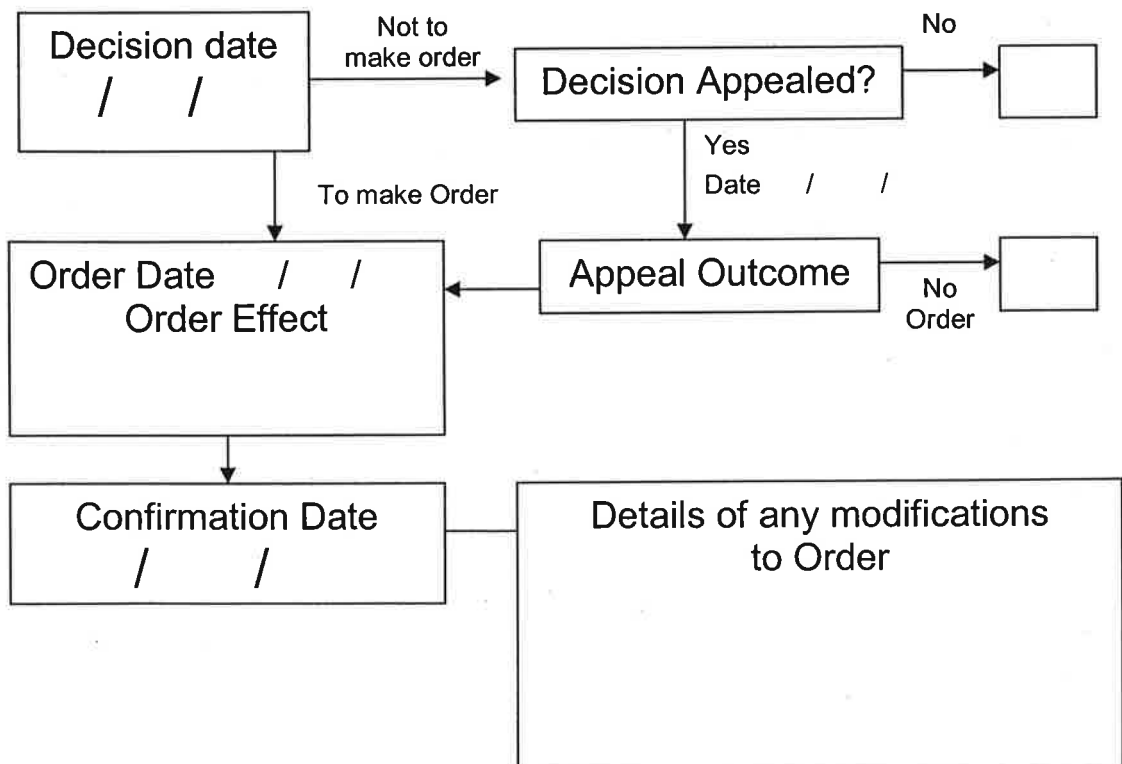 Decision date
/ /
Not to
make order
Decision Appealed?
No
Yes
Date / /
To make Order
Order Date / /
Order Effect
Appeal Outcome
No
Order
Confirmation Date
/ /
Details of any modifications
to Order